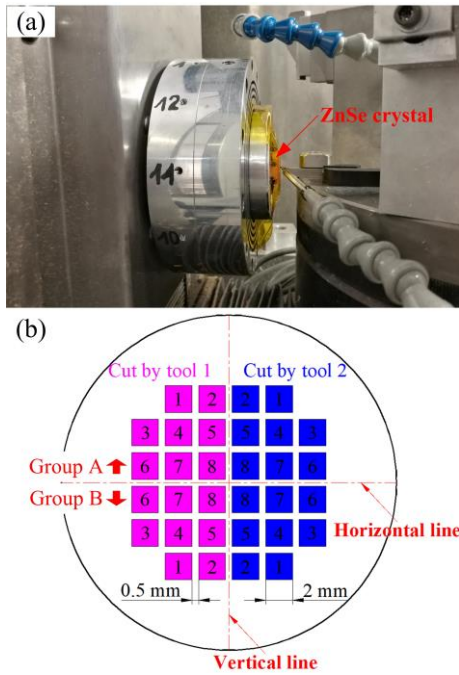 (a)
12
11
10
ZnSe crystal
(b)
Cut by tool 1 Cut by tool 2
1 2 2 1
3 4 5 5 4 3
Group A 6 7 8 8 7 6
Group B 6 7 8 8 7 6
3 4 5 5 4 3
Horizontal line
1 2 2 1
0.5 mm 2 mm
Vertical line